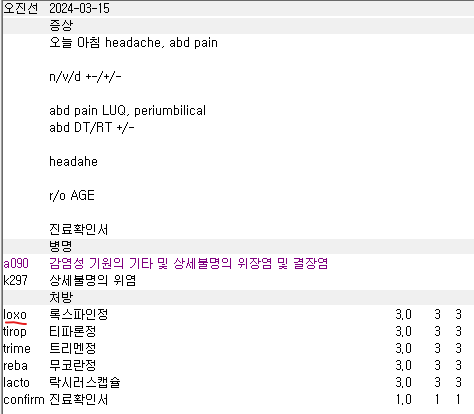 오진선 2024-03-15
증상
오늘 아침 headache, abd pain
n/v/d +-/+/-
abd pain LUQ, periumbilical
abd DT/RT +/-
headahe
r/o AGE
진료확인서
병명
a090 감염성 기원의 기타 및 상세불명의 위장염 및 결장염
k297 상세불명의 위염
처방
loxo 록스파인정 3.0 3 3
tirop 티파론정 3.0 3 3
trime 트리멘정 3.0 3 3
reba 무코란정 3.0 3 3
lacto 락시러스캡슐 3.0 3 3
confirm 진료확인서 1.0 1 1